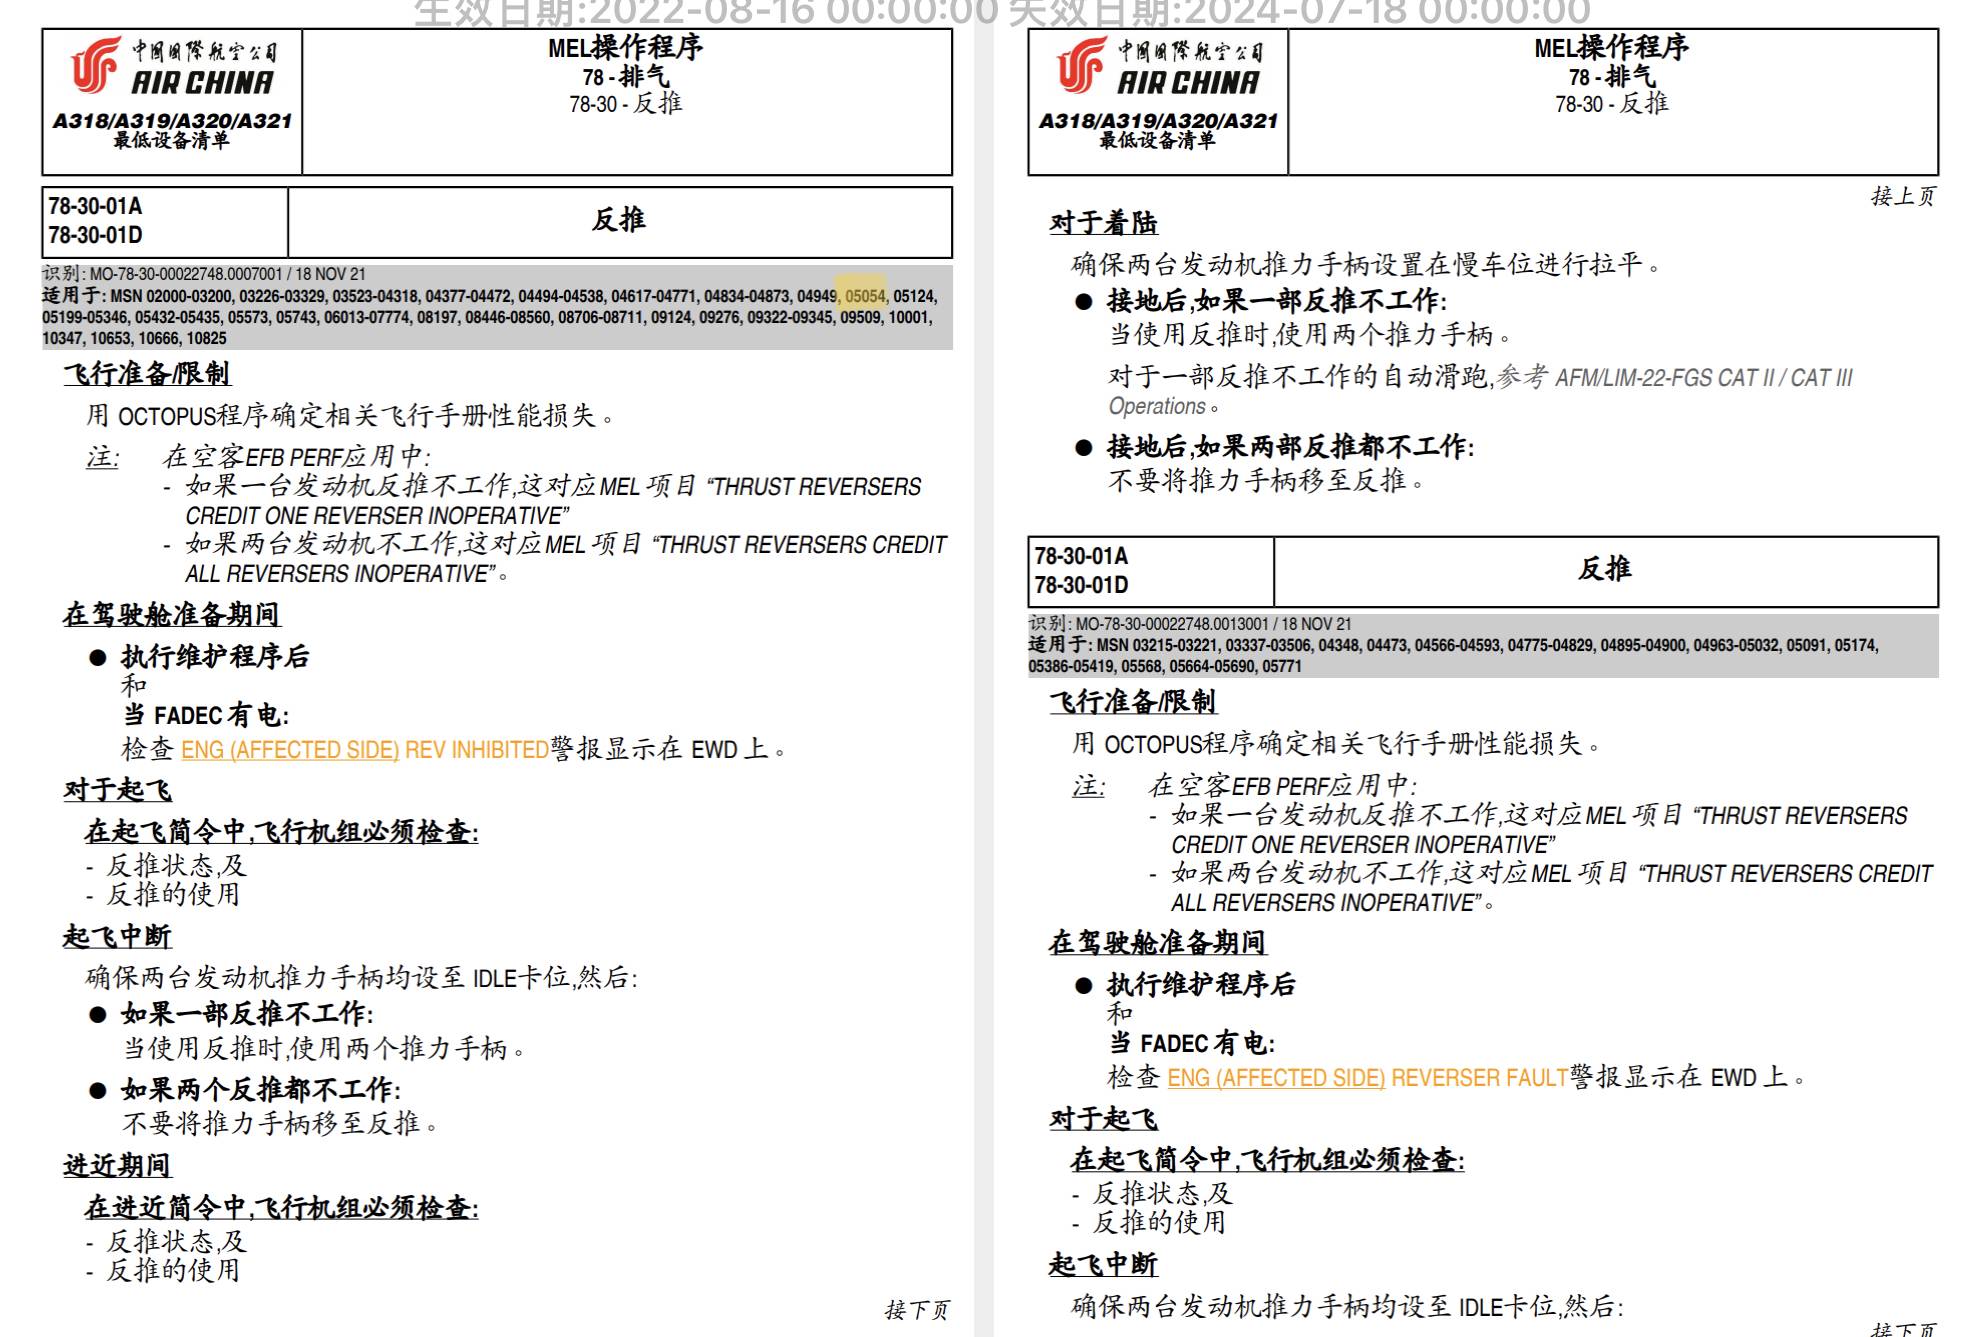 生效日期:2022-08-16 00:00:00 失效日期:2024-07-18 00:00:00
中國國際航空公司
AIR CHINA
A318/A319/A320/A321
最低设备清单
MEL操作程序
78 - 排气
78-30 - 反推
78-30-01A
78-30-01D
反推
识别: MO-78-30-00022748.0007001 / 18 NOV 21
适用于: MSN 02000-03200, 03226-03329, 03523-04318, 04377-04472, 04494-04538, 04617-04771, 04834-04873, 04949, 05054, 05124,
05199-05346, 05432-05435, 05573, 05743, 06013-07774, 08197, 08446-08560, 08706-08711, 09124, 09276, 09322-09345, 09509, 10001,
10347, 10653, 10666, 10825
飞行准备/限制
用 OCTOPUS程序确定相关飞行手册性能损失。
注: 在空客EFB PERF应用中:
- 如果一台发动机反推不工作,这对应MEL 项目 “THRUST REVERSERS
CREDIT ONE REVERSER INOPERATIVE”
- 如果两台发动机不工作,这对应MEL 项目 “THRUST REVERSERS CREDIT
ALL REVERSERS INOPERATIVE”。
在驾驶舱准备期间
● 执行维护程序后
和
当 FADEC 有电:
检查 ENG (AFFECTED SIDE) REV INHIBITED警报显示在 EWD 上。
对于起飞
在起飞简令中,飞行机组必须检查:
- 反推状态,及
- 反推的使用
起飞中断
确保两台发动机推力手柄均设至 IDLE卡位,然后:
● 如果一部反推不工作:
当使用反推时,使用两个推力手柄。
● 如果两个反推都不工作:
不要将推力手柄移至反推。
进近期间
在进近简令中,飞行机组必须检查:
- 反推状态,及
- 反推的使用
接下页
中國國際航空公司
AIR CHINA
A318/A319/A320/A321
最低设备清单
MEL操作程序
78 - 排气
78-30 - 反推
接上页
对于着陆
确保两台发动机推力手柄设置在慢车位进行拉平。
● 接地后,如果一部反推不工作:
当使用反推时,使用两个推力手柄。
对于一部反推不工作的自动滑跑,参考 AFM/LIM-22-FGS CAT II / CAT III
Operations。
● 接地后,如果两部反推都不工作:
不要将推力手柄移至反推。
78-30-01A
78-30-01D
反推
识别: MO-78-30-00022748.0013001 / 18 NOV 21
适用于: MSN 03215-03221, 03337-03506, 04348, 04473, 04566-04593, 04775-04829, 04895-04900, 04963-05032, 05091, 05174,
05386-05419, 05568, 05664-05690, 05771
飞行准备/限制
用 OCTOPUS程序确定相关飞行手册性能损失。
注: 在空客EFB PERF应用中:
- 如果一台发动机反推不工作,这对应MEL 项目 “THRUST REVERSERS
CREDIT ONE REVERSER INOPERATIVE”
- 如果两台发动机不工作,这对应MEL 项目 “THRUST REVERSERS CREDIT
ALL REVERSERS INOPERATIVE”。
在驾驶舱准备期间
● 执行维护程序后
和
当 FADEC 有电:
检查 ENG (AFFECTED SIDE) REVERSER FAULT警报显示在 EWD 上。
对于起飞
在起飞简令中,飞行机组必须检查:
- 反推状态,及
- 反推的使用
起飞中断
确保两台发动机推力手柄均设至 IDLE卡位,然后:
接下页